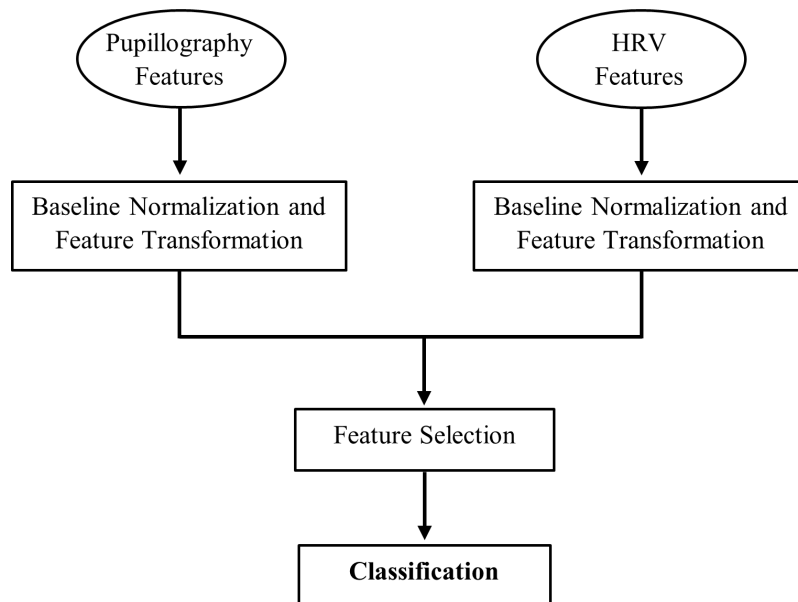 Pupillography
Features
HRV
Features
Baseline Normalization and
Feature Transformation
Baseline Normalization and
Feature Transformation
Feature Selection
Classification